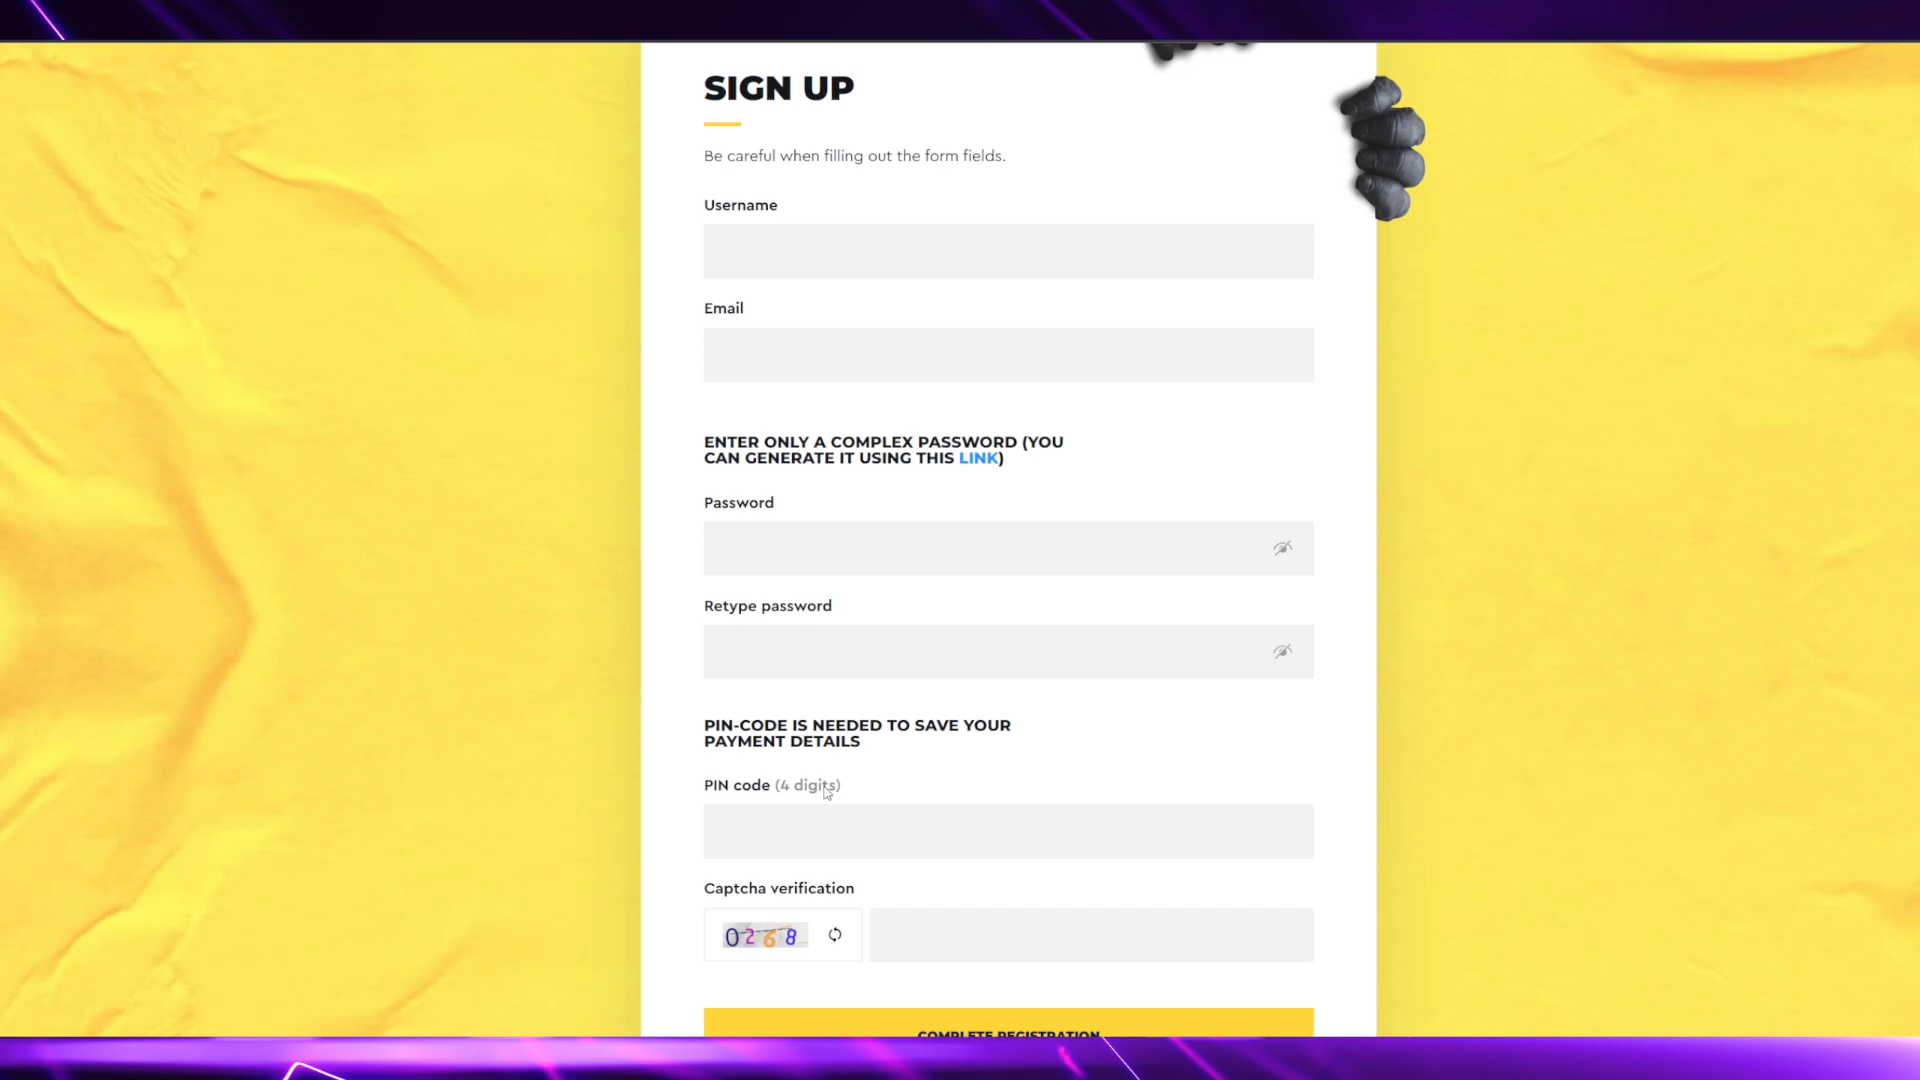 SIGN UP
Be careful when filling out the form fields.
Username
Email
ENTER ONLY A COMPLEX PASSWORD (YOU
CAN GENERATE IT USING THIS LINK)
Password
Retype password
PIN-CODE IS NEEDED TO SAVE YOUR
PAYMENT DETAILS
PIN code (4 digits)
Captcha verification
0268
COMPLETE REGISTRATION